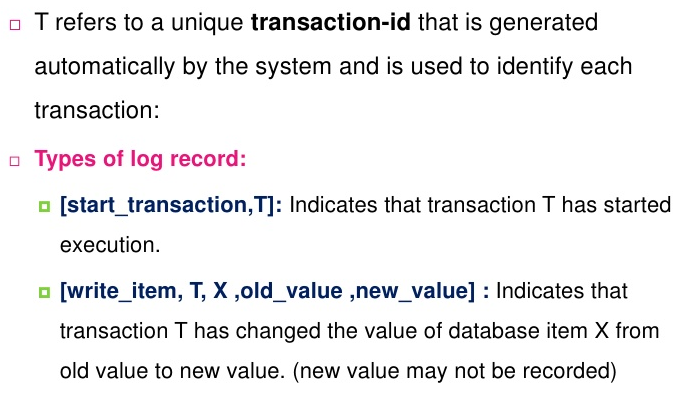 T refers to a unique transaction-id that is generated
automatically by the system and is used to identify each
transaction:
Types of log record:
[start_transaction,T]: Indicates that transaction T has started
execution.
[write_item, T, X ,old_value ,new_value] : Indicates that
transaction T has changed the value of database item X from
old value to new value. (new value may not be recorded)